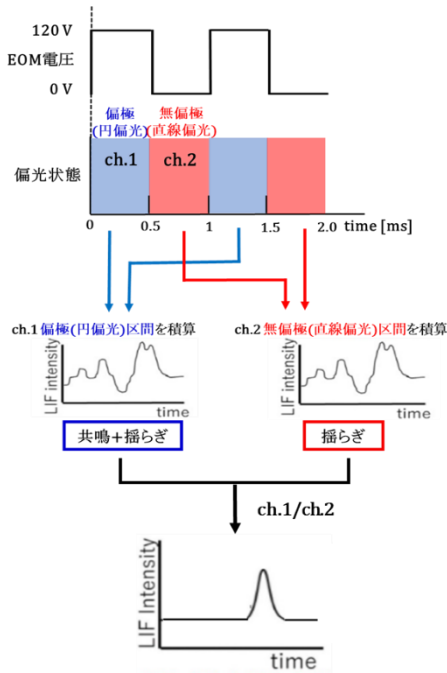 120 V
EOM電圧
0 V
偏極 無偏極
(円偏光) (直線偏光)
ch.1 ch.2
偏光状態
0 0.5 1 1.5 2.0 time [ms]
ch.1 偏極(円偏光)区間を積算 ch.2 無偏極(直線偏光)区間を積算
LIF intensity
time
LIF intensity
time
共鳴+揺らぎ 揺らぎ
ch.1/ch.2
LIF Intensity
time